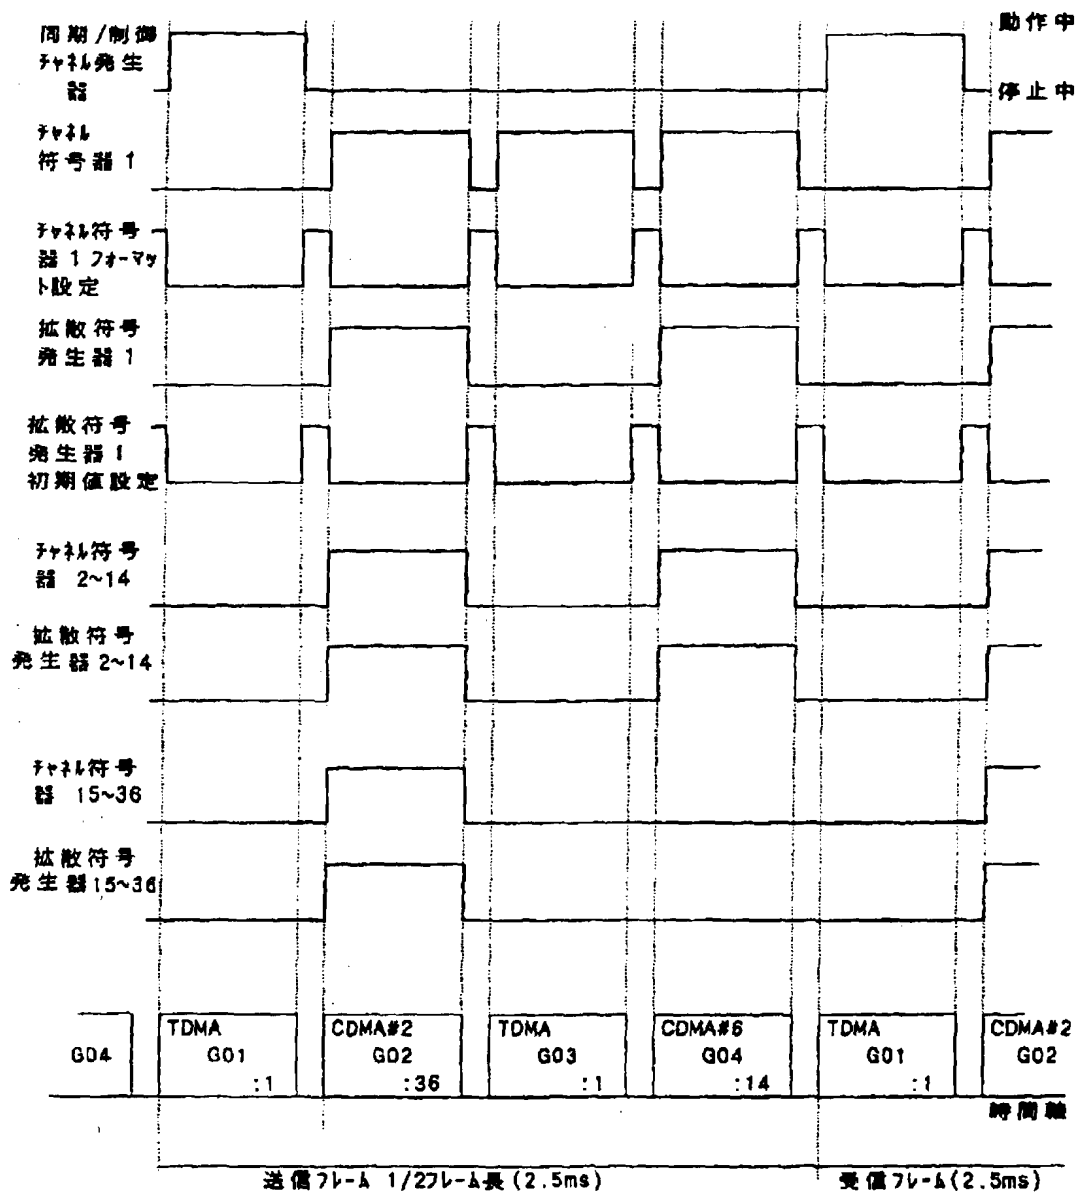 同期/制御
チャネル発生
器
動作中
停止中
チャネル
符号器 1
チャネル符号
器 1 フォーマッ
ト設定
拡散符号
発生器 1
拡散符号
発生器 1
初期値設定
チャネル符号
器 2~14
拡散符号
発生器 2~14
チャネル符号
器 15~36
拡散符号
発生器 15~36
G04
TDMA
G01
:1
CDMA#2
G02
:36
TDMA
G03
:1
CDMA#6
G04
:14
TDMA
G01
:1
CDMA#2
G02
時間軸
送信フレーム 1/2フレーム長(2.5ms)
受信フレーム(2.5ms)